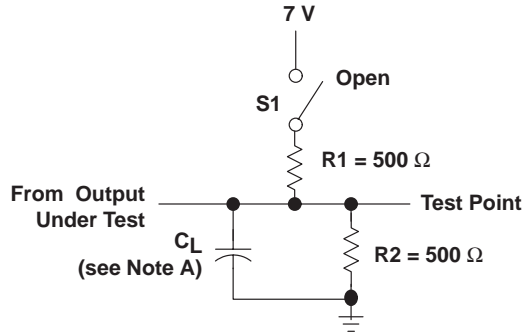 7 V
Open
S1
R1 = 500 Ω
From Output
Under Test
Test Point
CL
(see Note A)
R2 = 500 Ω